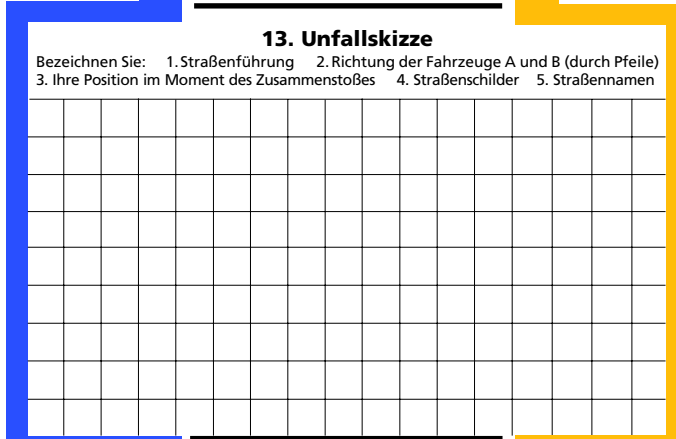 13. Unfallskizze
Bezeichnen Sie: 1. Straßenführung 2. Richtung der Fahrzeuge A und B (durch Pfeile)
3. Ihre Position im Moment des Zusammenstoßes 4. Straßenschilder 5. Straßennamen